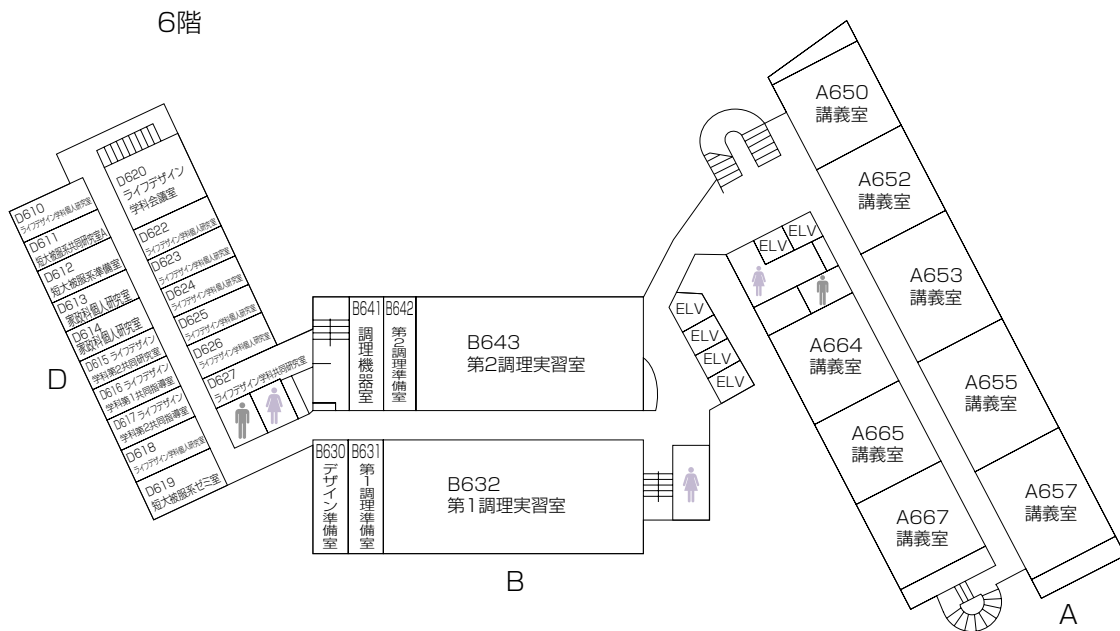 6階
D610
ライフデザイン学科個人研究室
D611
短大被服系共同研究室A
D612
短大被服系準備室
D613
家政科個人研究室
D614
家政科個人研究室
D615 ライフデザイン
学科第2共同研究室
D616 ライフデザイン
学科第1共同指導室
D617 ライフデザイン
学科第2共同指導室
D618
ライフデザイン学科個人研究室
D619
短大被服系ゼミ室
D
D620
ライフデザイン
学科会議室
D622
ライフデザイン学科個人研究室
D623
ライフデザイン学科個人研究室
D624
ライフデザイン学科個人研究室
D625
ライフデザイン学科個人研究室
D626
ライフデザイン学科個人研究室
D627
ライフデザイン学科共同研究室
B641
調理機器室
B642
第2調理準備室
B643
第2調理実習室
B630
デザイン準備室
B631
第1調理準備室
B632
第1調理実習室
B
ELV
ELV
ELV
ELV
ELV
ELV
A650
講義室
A652
講義室
A653
講義室
A655
講義室
A657
講義室
A664
講義室
A665
講義室
A667
講義室
A